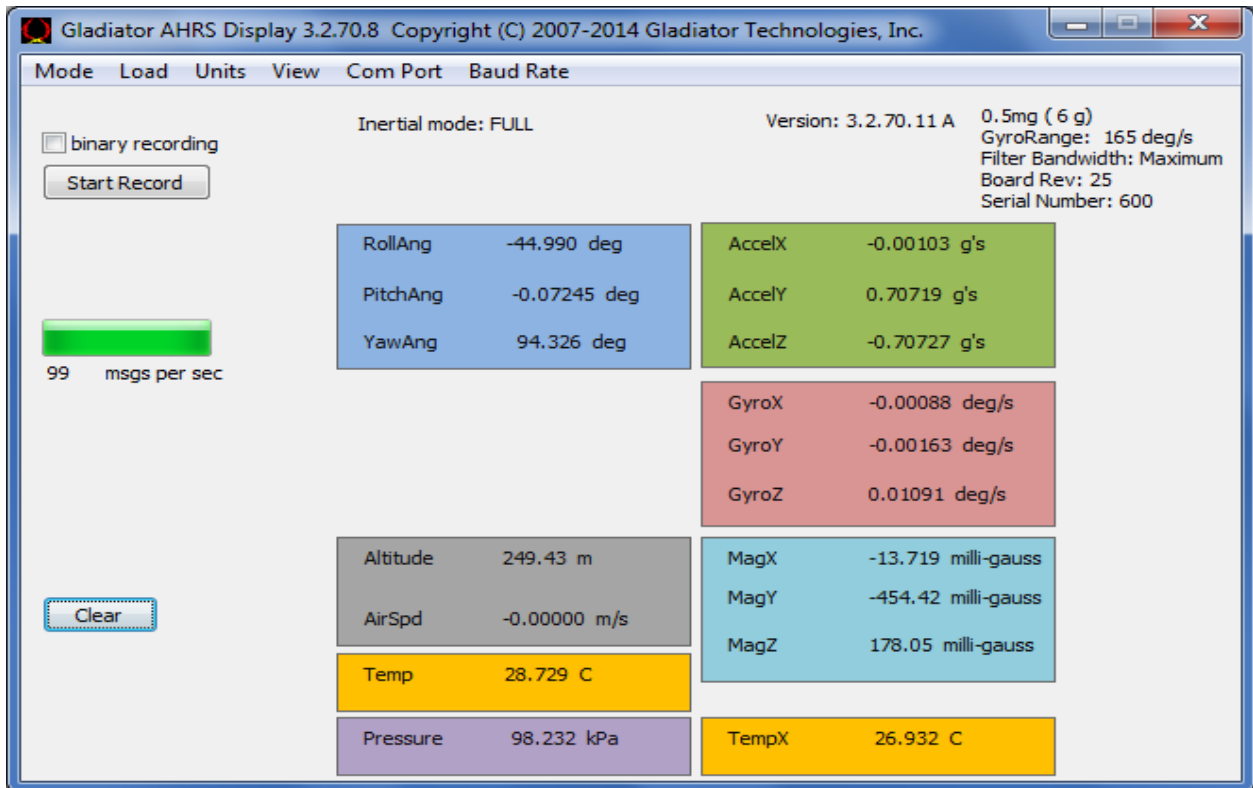 Gladiator AHRS Display 3.2.70.8 Copyright (C) 2007-2014 Gladiator Technologies, Inc.
Mode Load Units View Com Port Baud Rate
binary recording
Start Record
Inertial mode: FULL
Version: 3.2.70.11 A
0.5mg ( 6 g)
GyroRange: 165 deg/s
Filter Bandwidth: Maximum
Board Rev: 25
Serial Number: 600
RollAng -44.990 deg
PitchAng -0.07245 deg
YawAng 94.326 deg
AccelX -0.00103 g's
AccelY 0.70719 g's
AccelZ -0.70727 g's
99 msgs per sec
GyroX -0.00088 deg/s
GyroY -0.00163 deg/s
GyroZ 0.01091 deg/s
Altitude 249.43 m
AirSpd -0.00000 m/s
MagX -13.719 milli-gauss
MagY -454.42 milli-gauss
MagZ 178.05 milli-gauss
Clear
Temp 28.729 C
Pressure 98.232 kPa
TempX 26.932 C